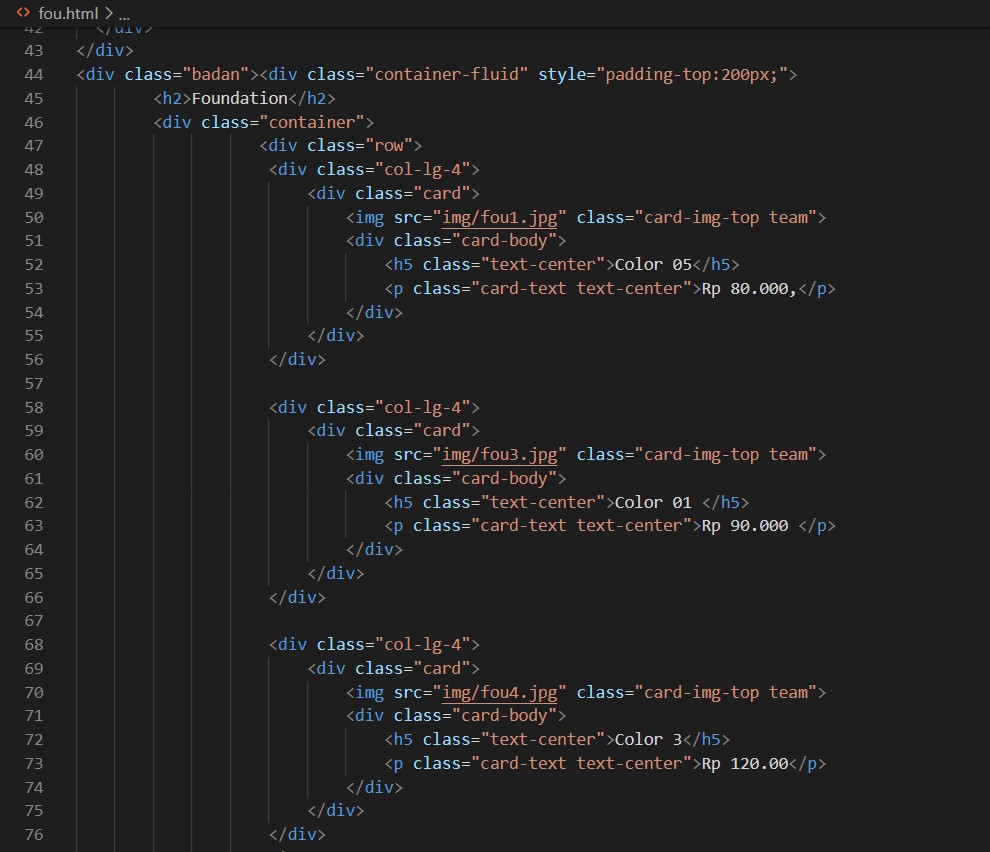 fou.html > ...
42 </div>
43 </div>
44 <div class="badan"><div class="container-fluid" style="padding-top:200px;">
45 <h2>Foundation</h2>
46 <div class="container">
47 <div class="row">
48 <div class="col-lg-4">
49 <div class="card">
50 <img src="img/fou1.jpg" class="card-img-top team">
51 <div class="card-body">
52 <h5 class="text-center">Color 05</h5>
53 <p class="card-text text-center">Rp 80.000,</p>
54 </div>
55 </div>
56 </div>
57
58 <div class="col-lg-4">
59 <div class="card">
60 <img src="img/fou3.jpg" class="card-img-top team">
61 <div class="card-body">
62 <h5 class="text-center">Color 01 </h5>
63 <p class="card-text text-center">Rp 90.000 </p>
64 </div>
65 </div>
66 </div>
67
68 <div class="col-lg-4">
69 <div class="card">
70 <img src="img/fou4.jpg" class="card-img-top team">
71 <div class="card-body">
72 <h5 class="text-center">Color 3</h5>
73 <p class="card-text text-center">Rp 120.00</p>
74 </div>
75 </div>
76 </div>